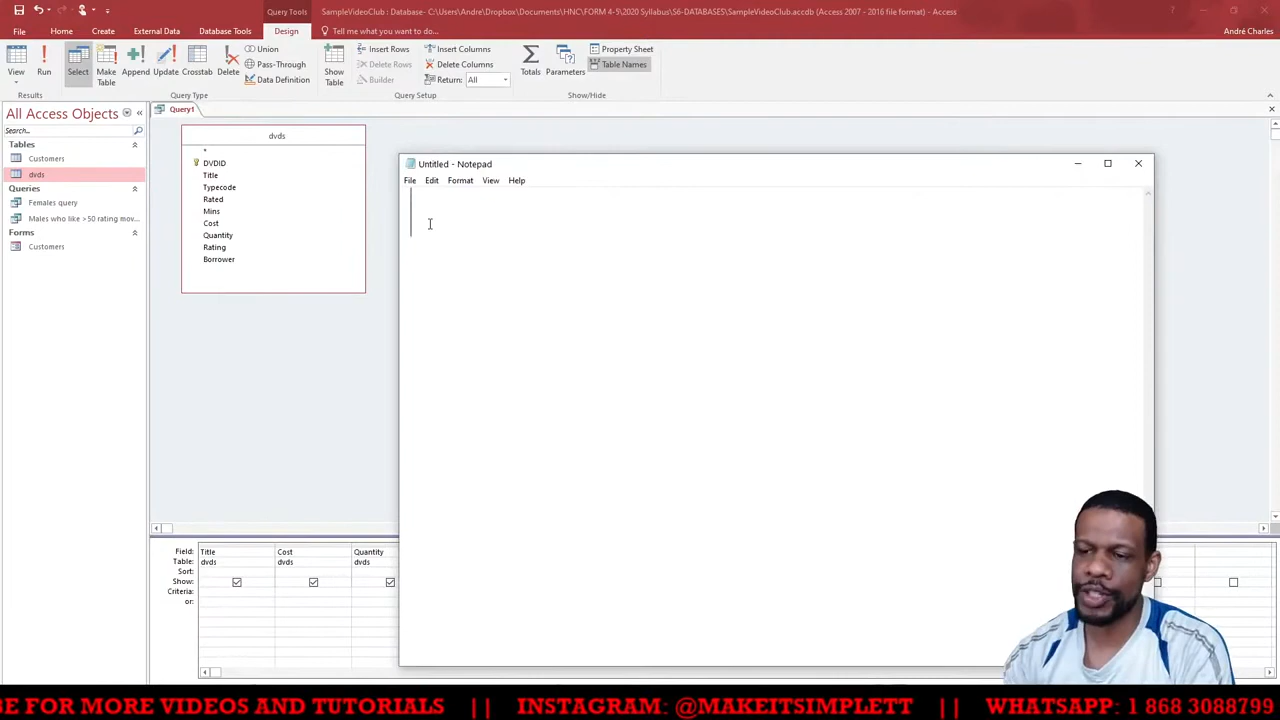 SampleVideoClub : Database- C:\Users\Andre\Dropbox\Documents\HNC\FORM 4-5\2020 Syllabus\S6-DATABASES\SampleVideoClub.accdb (Access 2007 - 2016 file format) - Access
Query Tools
File Home Create External Data Database Tools Design Tell me what you want to do... André Charles
View
Run
Results
Select
Make Table
Append
Update
Crosstab
Delete
Union
Pass-Through
Data Definition
Query Type
Show Table
Insert Rows
Delete Rows
Builder
Insert Columns
Delete Columns
Return: All
Query Setup
Totals
Parameters
Property Sheet
Table Names
Show/Hide
All Access Objects
Search...
Tables
Customers
dvds
Queries
Females query
Males who like >50 rating mov...
Forms
Customers
Query1
dvds
*
DVDID
Title
Typecode
Rated
Mins
Cost
Quantity
Rating
Borrower
Untitled - Notepad
File Edit Format View Help
Field: Title Cost Quantity
Table: dvds dvds dvds
Sort:
Show:
Criteria:
or:
BE FOR MORE VIDEOS AND TUTORIALS || INSTAGRAM: @MAKEITSIMPLETT || WHATSAPP: 1 868 3088799